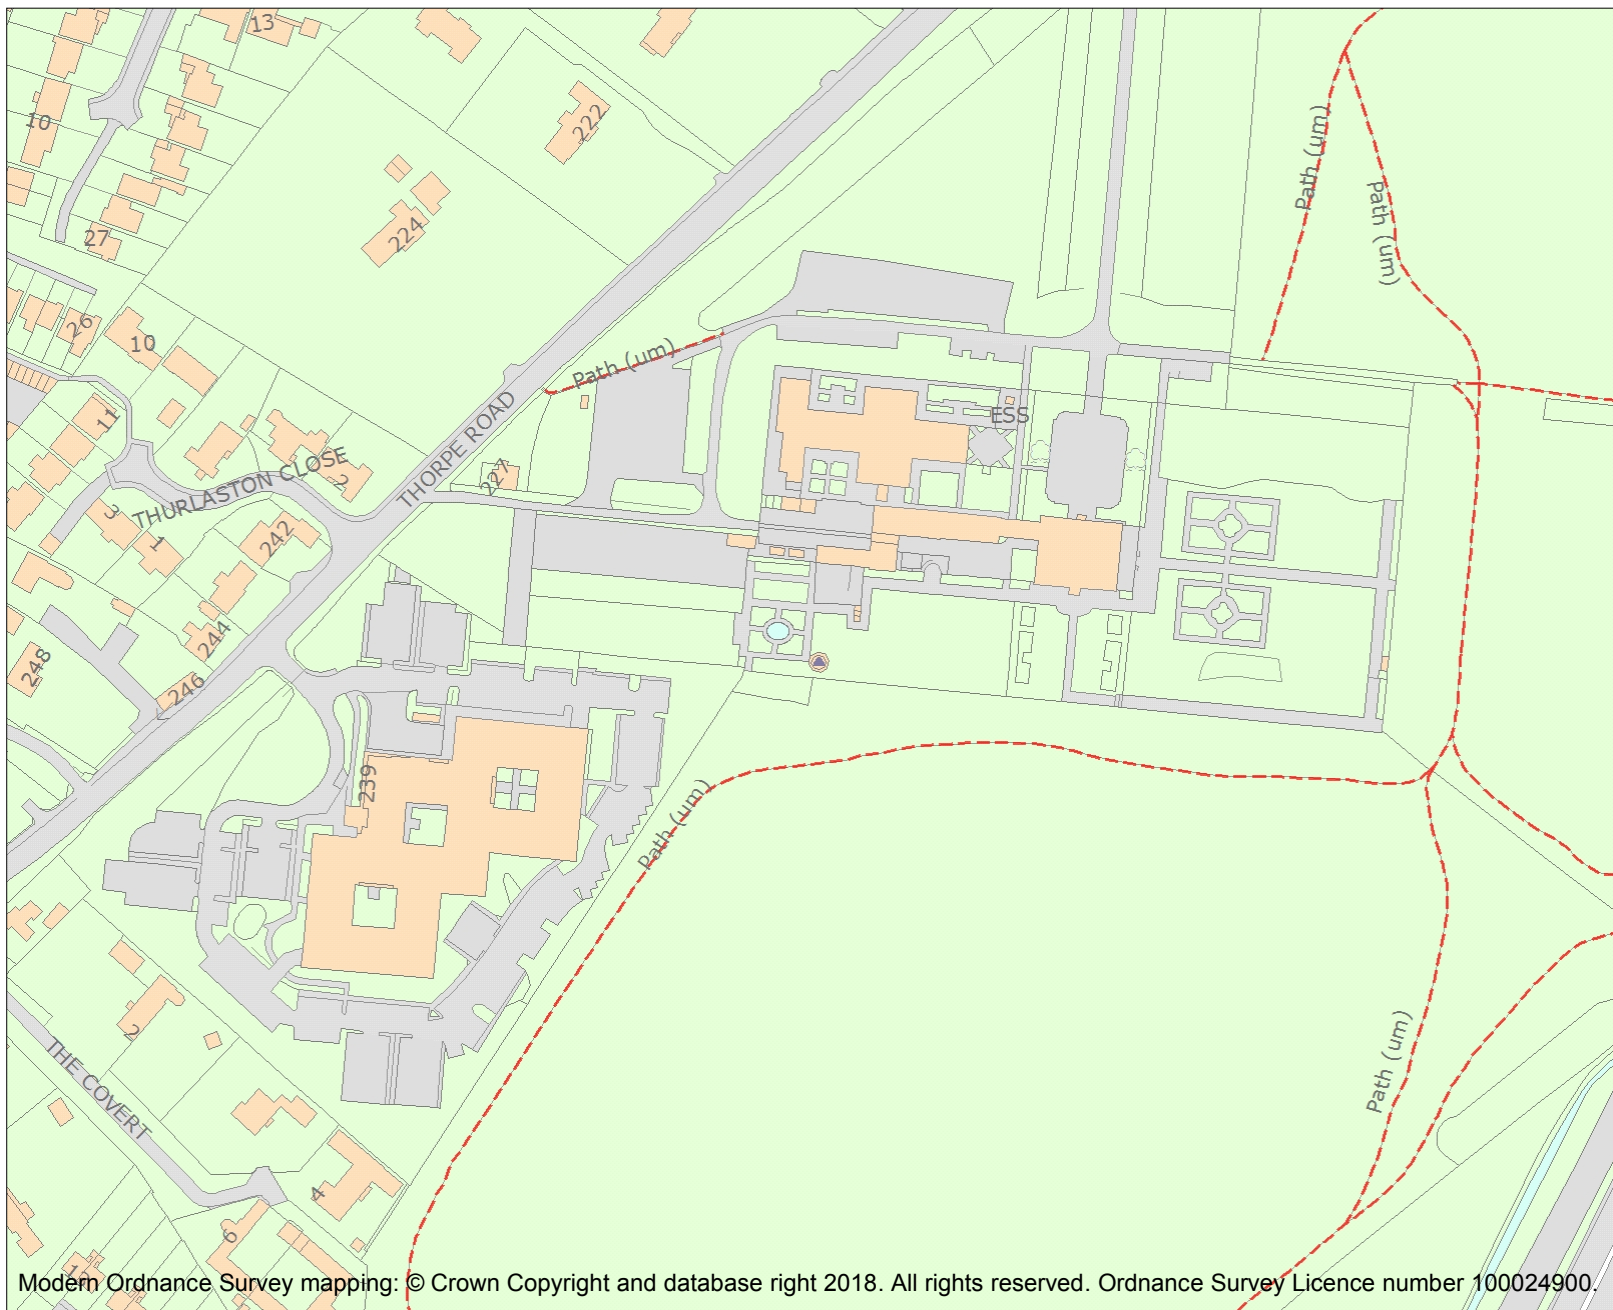 13
10
222
Path (um)
Path (um)
224
27
26
10
Path (um)
11
THORPE ROAD
ESS
THURLASTON CLOSE
2
227
3
1
242
244
248
246
239
Path (um)
2
THE COVERT
Path (um)
4
6
12
Modern Ordnance Survey mapping: © Crown Copyright and database right 2018. All rights reserved. Ordnance Survey Licence number 100024900.